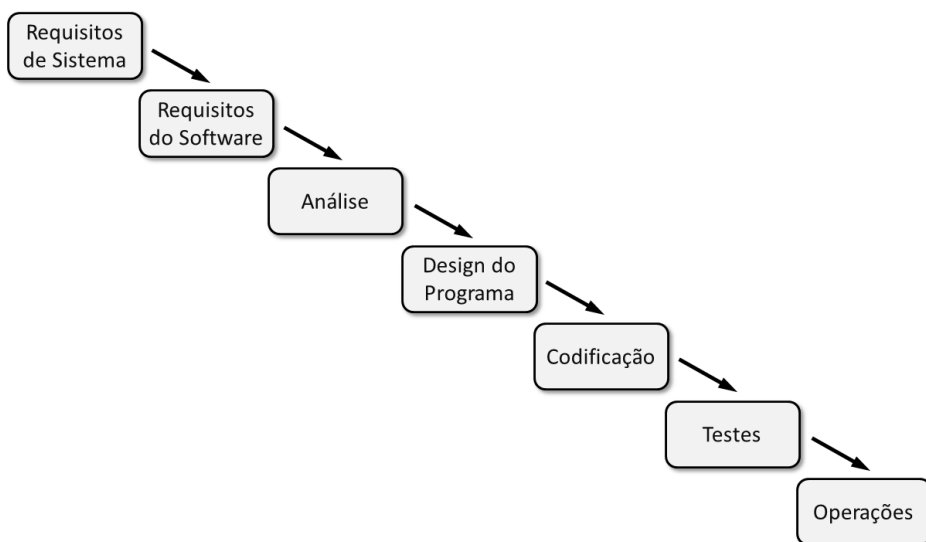 Requisitos
de Sistema
Requisitos
do Software
Análise
Design do
Programa
Codificação
Testes
Operações